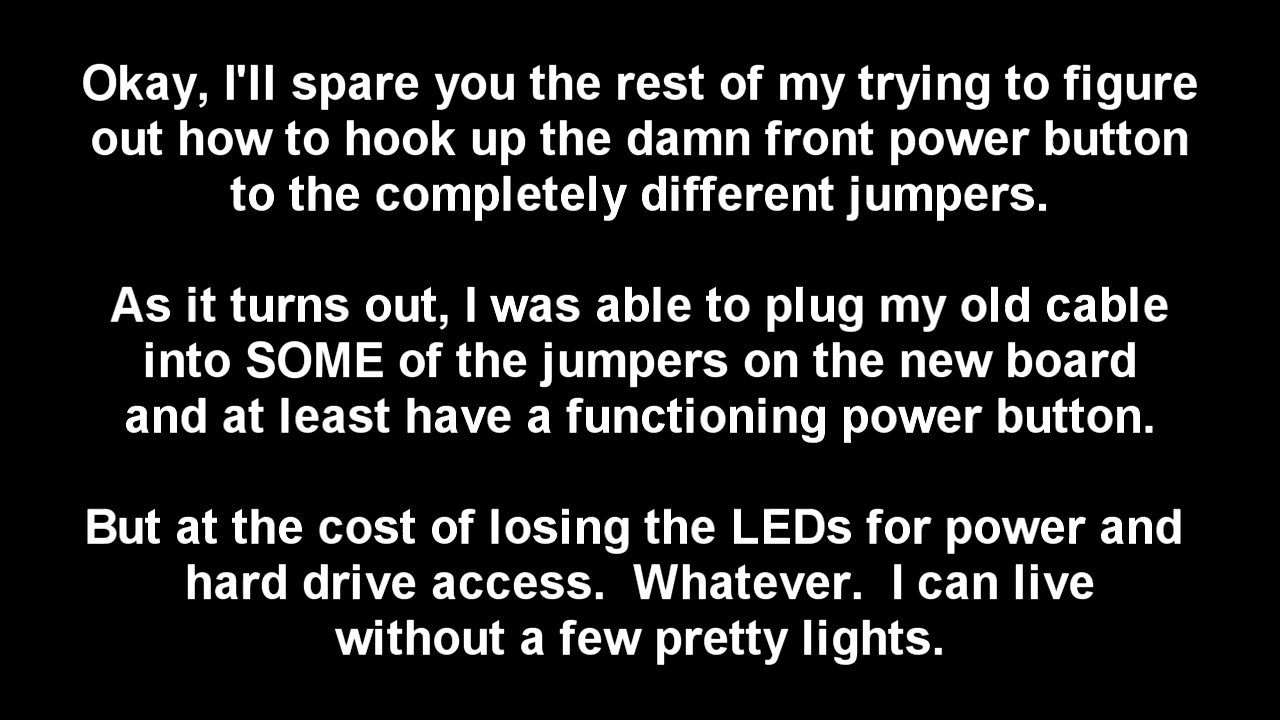 Okay, I'll spare you the rest of my trying to figure
out how to hook up the damn front power button
to the completely different jumpers.
As it turns out, I was able to plug my old cable
into SOME of the jumpers on the new board
and at least have a functioning power button.
But at the cost of losing the LEDs for power and
hard drive access.  Whatever.  I can live
without a few pretty lights.